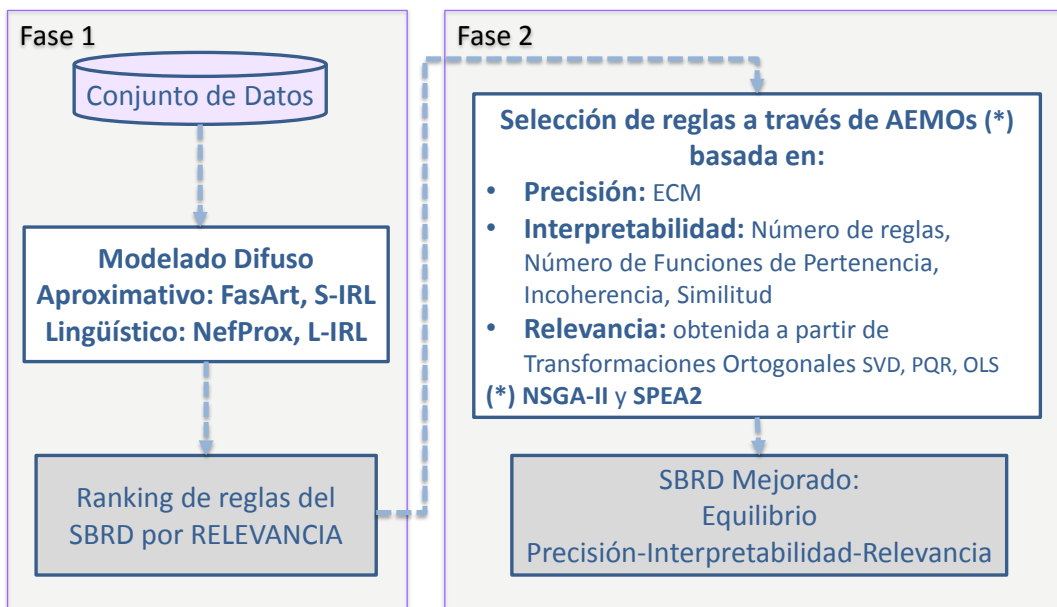 Fase 1
Conjunto de Datos
Modelado Difuso
Aproximativo: FasArt, S-IRL
Lingüístico: NefProx, L-IRL
Ranking de reglas del
SBRD por RELEVANCIA
Fase 2
Selección de reglas a través de AEMOs (*)
basada en:
• Precisión: ECM
• Interpretabilidad: Número de reglas,
Número de Funciones de Pertenencia,
Incoherencia, Similitud
• Relevancia: obtenida a partir de
Transformaciones Ortogonales SVD, PQR, OLS
(*) NSGA-II y SPEA2
SBRD Mejorado:
Equilibrio
Precisión-Interpretabilidad-Relevancia